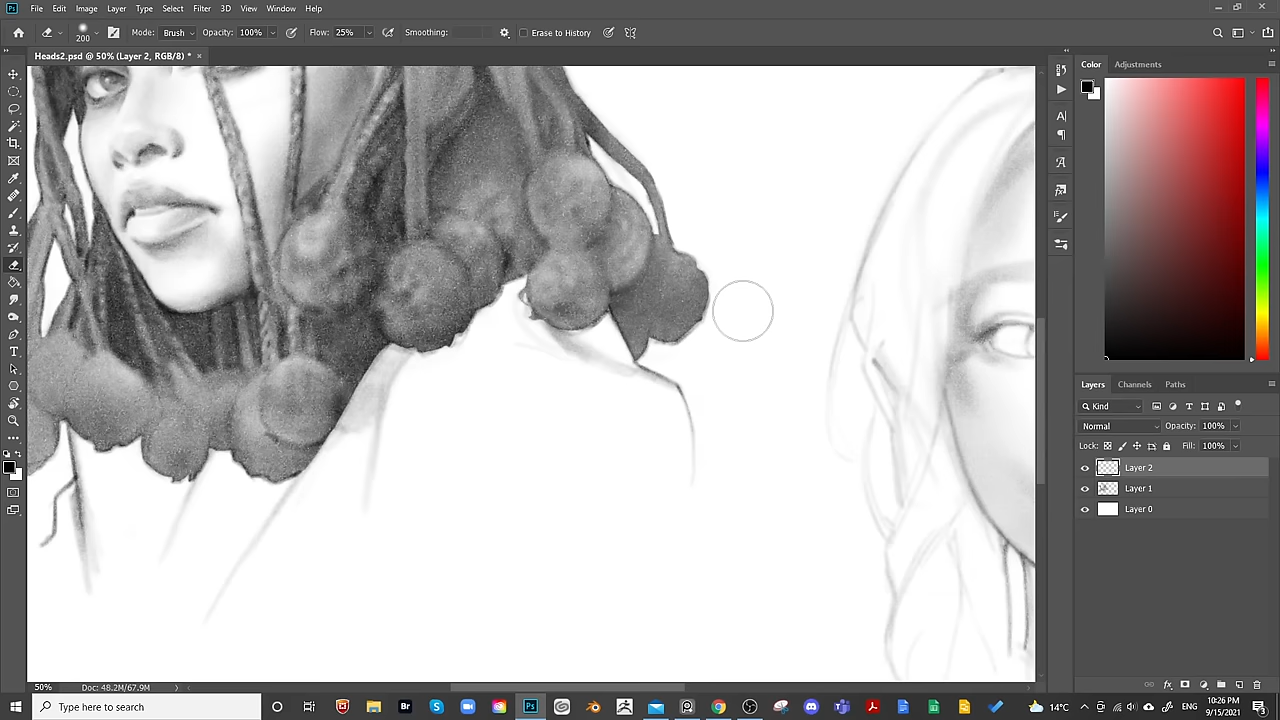 Ps File Edit Image Layer Type Select Filter 3D View Window Help
200 Mode: Brush Opacity: 100% Flow: 25% Smoothing: Erase to History
Heads2.psd @ 50% (Layer 2, RGB/8) * ×
Color Adjustments
Layers Channels Paths
Kind
Normal Opacity: 100%
Lock: Fill: 100%
Layer 2
Layer 1
Layer 0
50% Doc: 48.2M/67.9M
Type here to search
Br
Ps
14°C
ENG
10:26 PM
9/15/2021